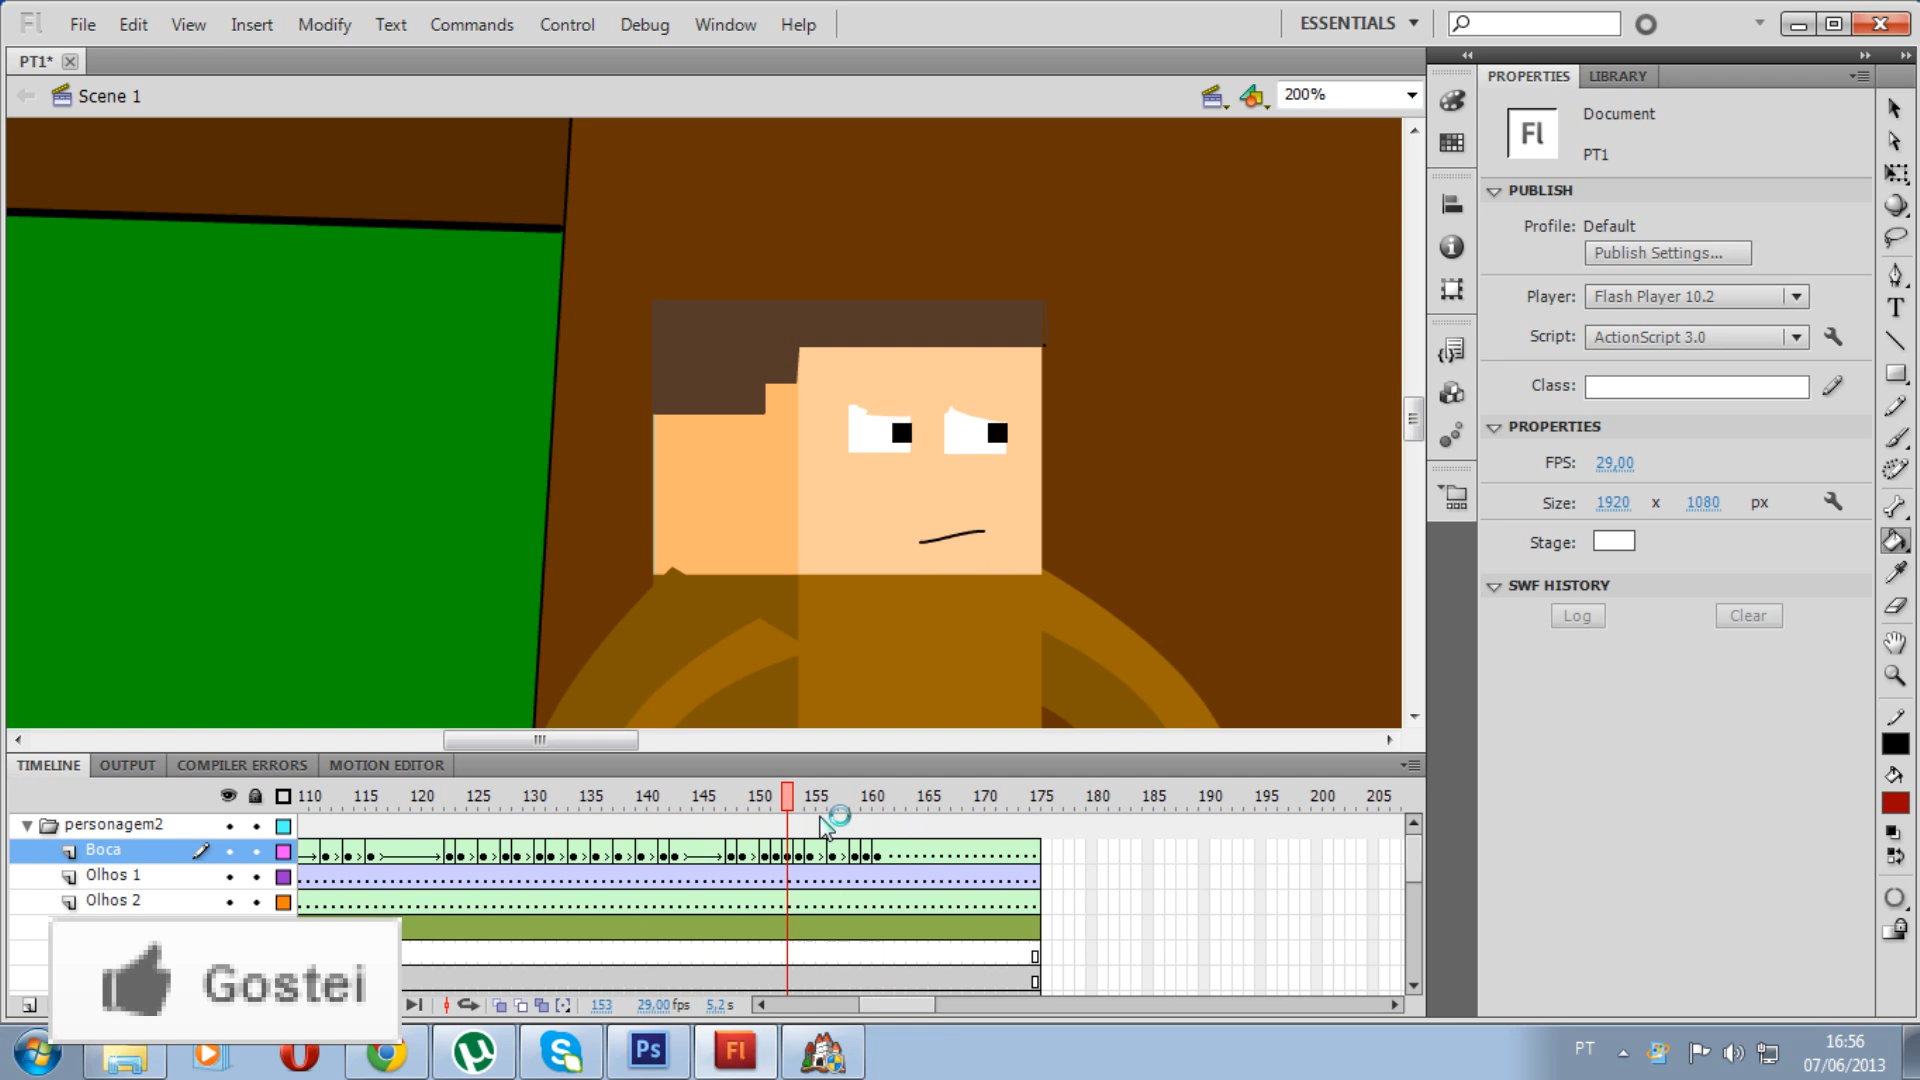 Fl File Edit View Insert Modify Text Commands Control Debug Window Help ESSENTIALS
PT1*
Scene 1 200%
PROPERTIES LIBRARY
Fl Document
PT1
PUBLISH
Profile: Default
Publish Settings...
Player: Flash Player 10.2
Script: ActionScript 3.0
Class:
PROPERTIES
FPS: 29,00
Size: 1920 x 1080 px
Stage:
SWF HISTORY
Log Clear
TIMELINE OUTPUT COMPILER ERRORS MOTION EDITOR
110 115 120 125 130 135 140 145 150 155 160 165 170 175 180 185 190 195 200 205
personagem2
Boca
Olhos 1
Olhos 2
Gostei
153 29,00 fps 5,2 s
Ps Fl
PT
16:56
07/06/2013